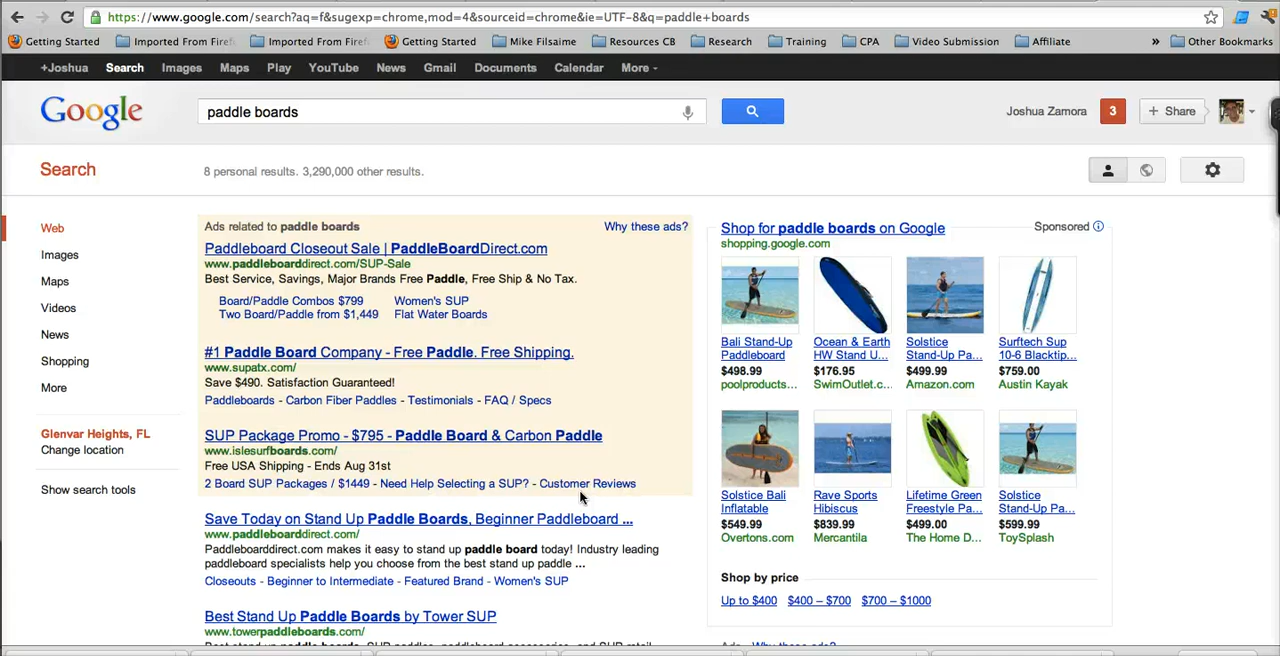 https://www.google.com/search?aq=f&sugexp=chrome,mod=4&sourceid=chrome&ie=UTF-8&q=paddle+boards
Getting Started Imported From Firef Imported From Firef Getting Started Mike Filsaime Resources CB Research Training CPA Video Submission Affiliate » Other Bookmarks
+Joshua Search Images Maps Play YouTube News Gmail Documents Calendar More
Google paddle boards Joshua Zamora 3 + Share
Search 8 personal results. 3,290,000 other results.
Web
Images
Maps
Videos
News
Shopping
More
Glenvar Heights, FL
Change location
Show search tools
Ads related to paddle boards Why these ads?
Paddleboard Closeout Sale | PaddleBoardDirect.com
www.paddleboarddirect.com/SUP-Sale
Best Service, Savings, Major Brands Free Paddle, Free Ship & No Tax.
Board/Paddle Combos $799 Women's SUP
Two Board/Paddle from $1,449 Flat Water Boards
#1 Paddle Board Company - Free Paddle. Free Shipping.
www.supatx.com/
Save $490. Satisfaction Guaranteed!
Paddleboards - Carbon Fiber Paddles - Testimonials - FAQ / Specs
SUP Package Promo - $795 - Paddle Board & Carbon Paddle
www.islesurfboards.com/
Free USA Shipping - Ends Aug 31st
2 Board SUP Packages / $1449 - Need Help Selecting a SUP? - Customer Reviews
Save Today on Stand Up Paddle Boards, Beginner Paddleboard ...
www.paddleboarddirect.com/
Paddleboarddirect.com makes it easy to stand up paddle board today! Industry leading
paddleboard specialists help you choose from the best stand up paddle ...
Closeouts - Beginner to Intermediate - Featured Brand - Women's SUP
Best Stand Up Paddle Boards by Tower SUP
www.towerpaddleboards.com/
Shop for paddle boards on Google Sponsored
shopping.google.com
Bali Stand-Up Ocean & Earth Solstice Surftech Sup
Paddleboard HW Stand U... Stand-Up Pa... 10-6 Blacktip...
$498.99 $176.95 $499.99 $759.00
poolproducts... SwimOutlet.c... Amazon.com Austin Kayak
Solstice Bali Rave Sports Lifetime Green Solstice
Inflatable Hibiscus Freestyle Pa... Stand-Up Pa...
$549.99 $839.99 $499.00 $599.99
Overtons.com Mercantila The Home D... ToySplash
Shop by price
Up to $400 $400 – $700 $700 – $1000
Ads Why these ads?